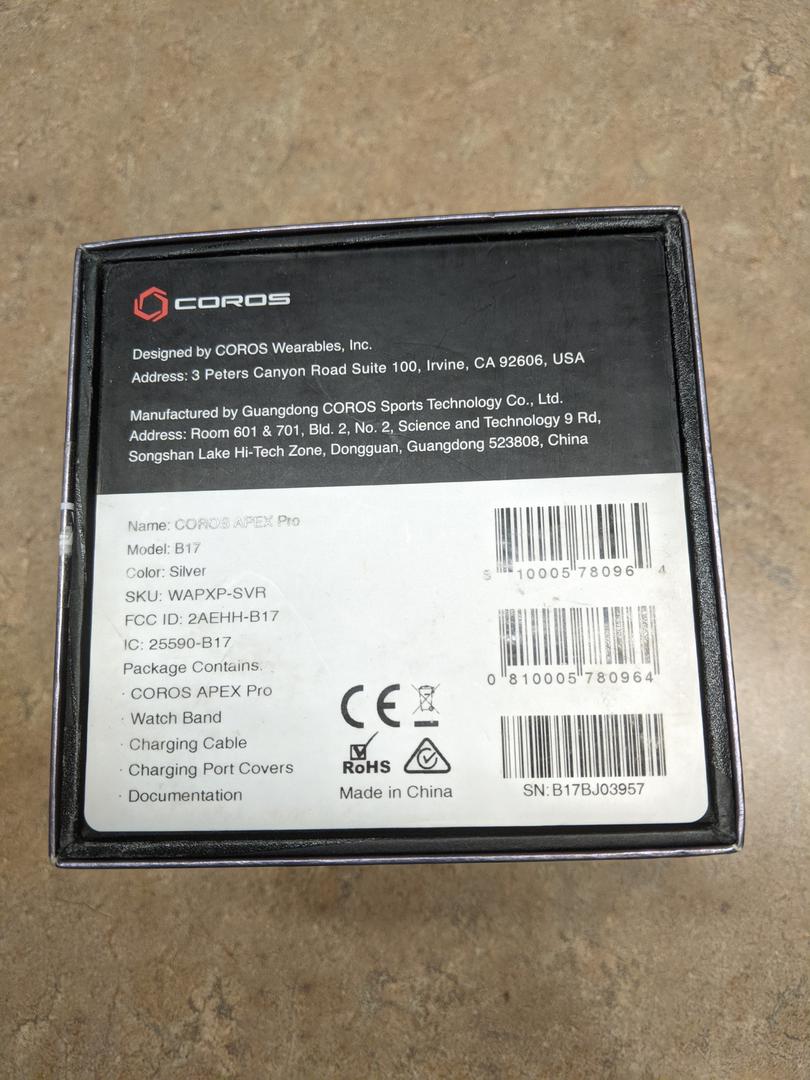 COROS
Designed by COROS Wearables, Inc.
Address: 3 Peters Canyon Road Suite 100, Irvine, CA 92606, USA
Manufactured by Guangdong COROS Sports Technology Co., Ltd.
Address: Room 601 & 701, Bld. 2, No. 2, Science and Technology 9 Rd,
Songshan Lake Hi-Tech Zone, Dongguan, Guangdong 523808, China
Name: COROS APEX Pro
Model: B17
Color: Silver
SKU: WAPXP-SVR
FCC ID: 2AEHH-B17
IC: 25590-B17
Package Contains:
· COROS APEX Pro
· Watch Band
· Charging Cable
· Charging Port Covers
· Documentation
CE
RoHS
Made in China
10005 78096 4
0 810005 780964
SN: B17BJ03957